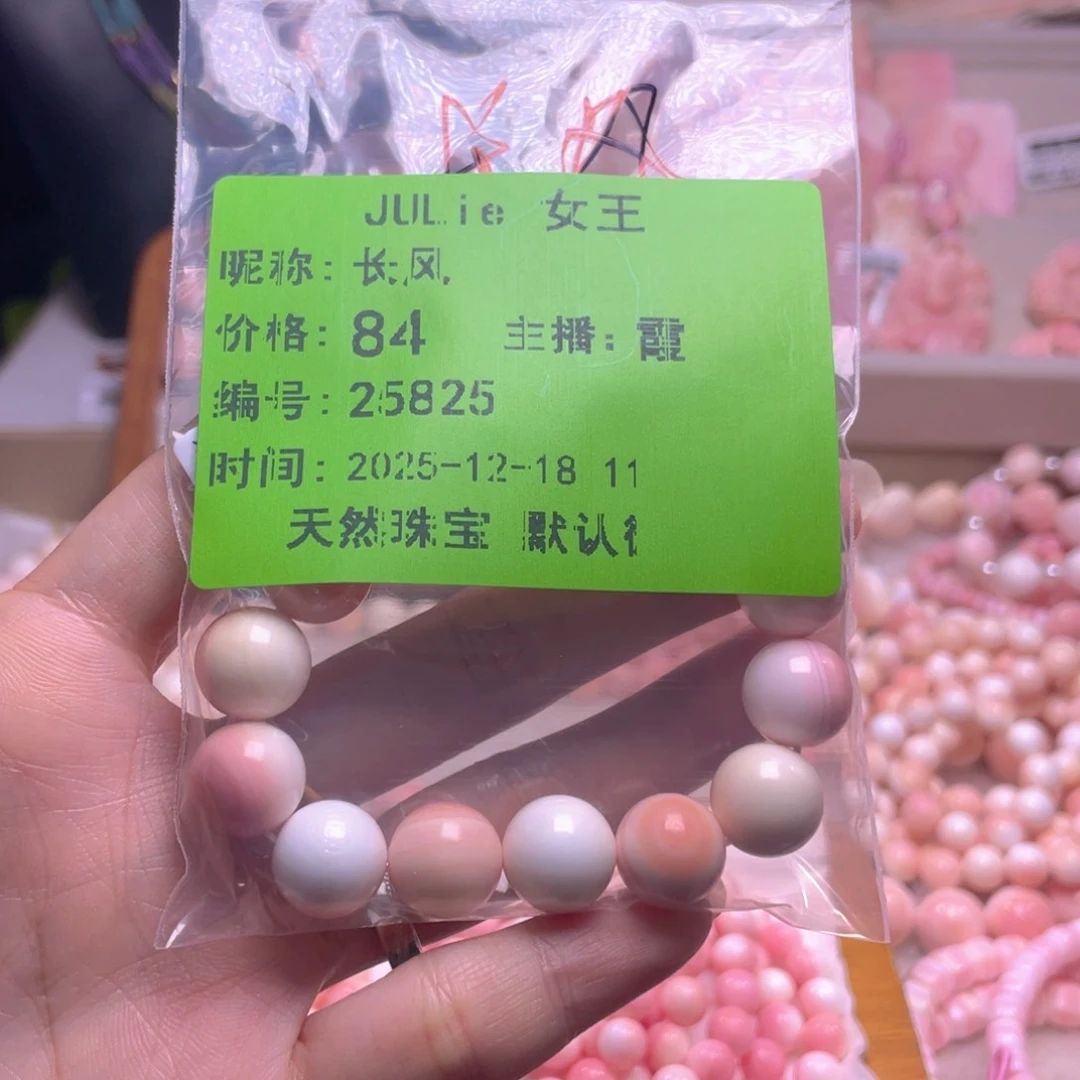 JULie 女王
昵称: 长风
价格: 84 主播: 霞
编号: 25825
时间: 2025-12-18 11
天然珠宝 默认